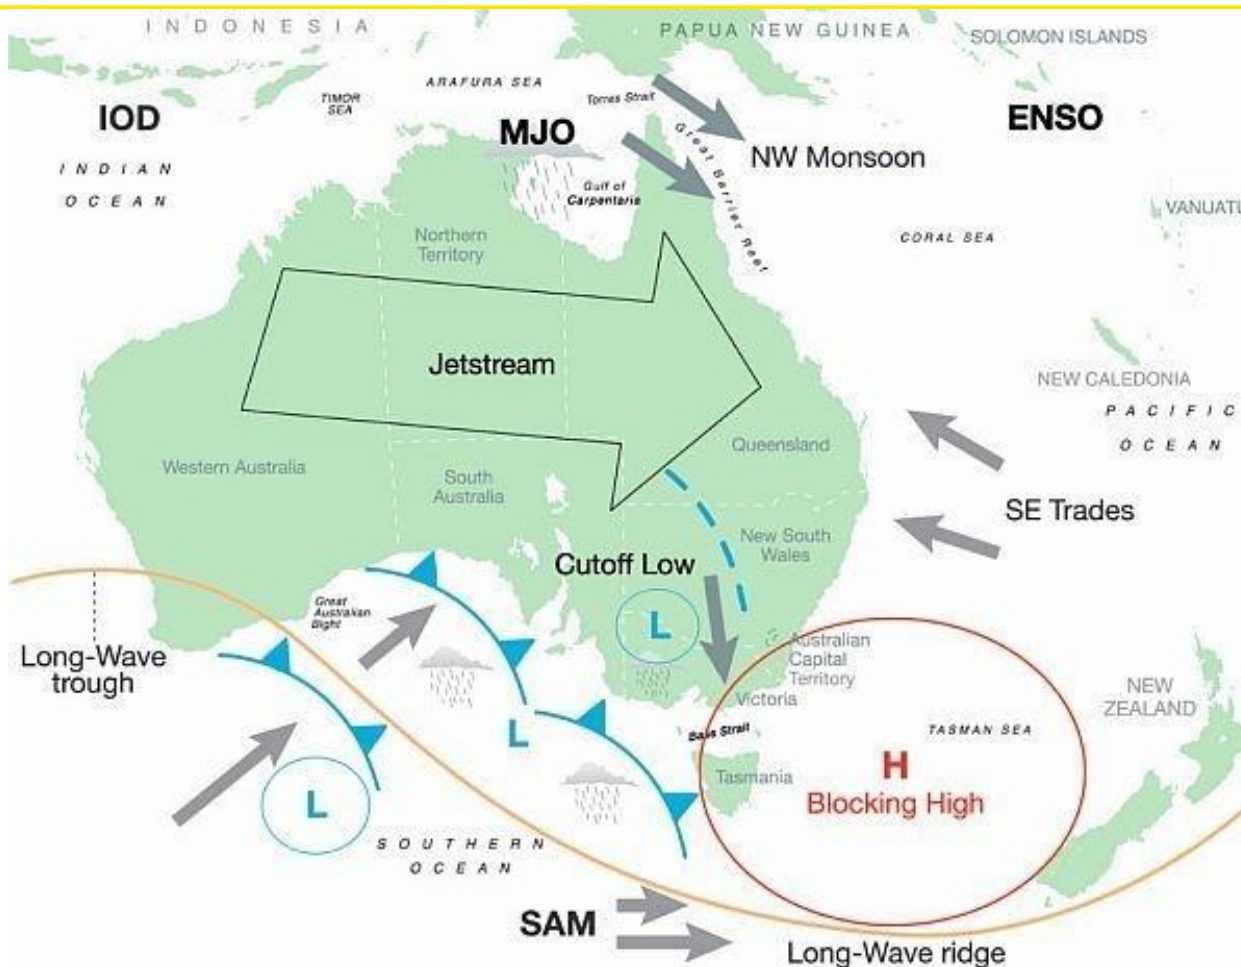 INDONESIA
PAPUA NEW GUINEA
SOLOMON ISLANDS
ARAFURA SEA
TIMOR
SEA
Torres Strait
IOD
MJO
ENSO
NW Monsoon
INDIAN
OCEAN
Great Barrier Reef
Gulf of
Carpentaria
VANUATU
CORAL SEA
Northern
Territory
Jetstream
NEW CALEDONIA
PACIFIC
OCEAN
Western Australia
South
Australia
Queensland
SE Trades
New South
Wales
Cutoff Low
Great
Australian
Bight
L
Australian
Capital
Territory
Long-Wave
trough
Victoria
NEW
ZEALAND
L
Bass Strait
TASMAN SEA
Tasmania
H
Blocking High
L
SOUTHERN
OCEAN
SAM
Long-Wave ridge